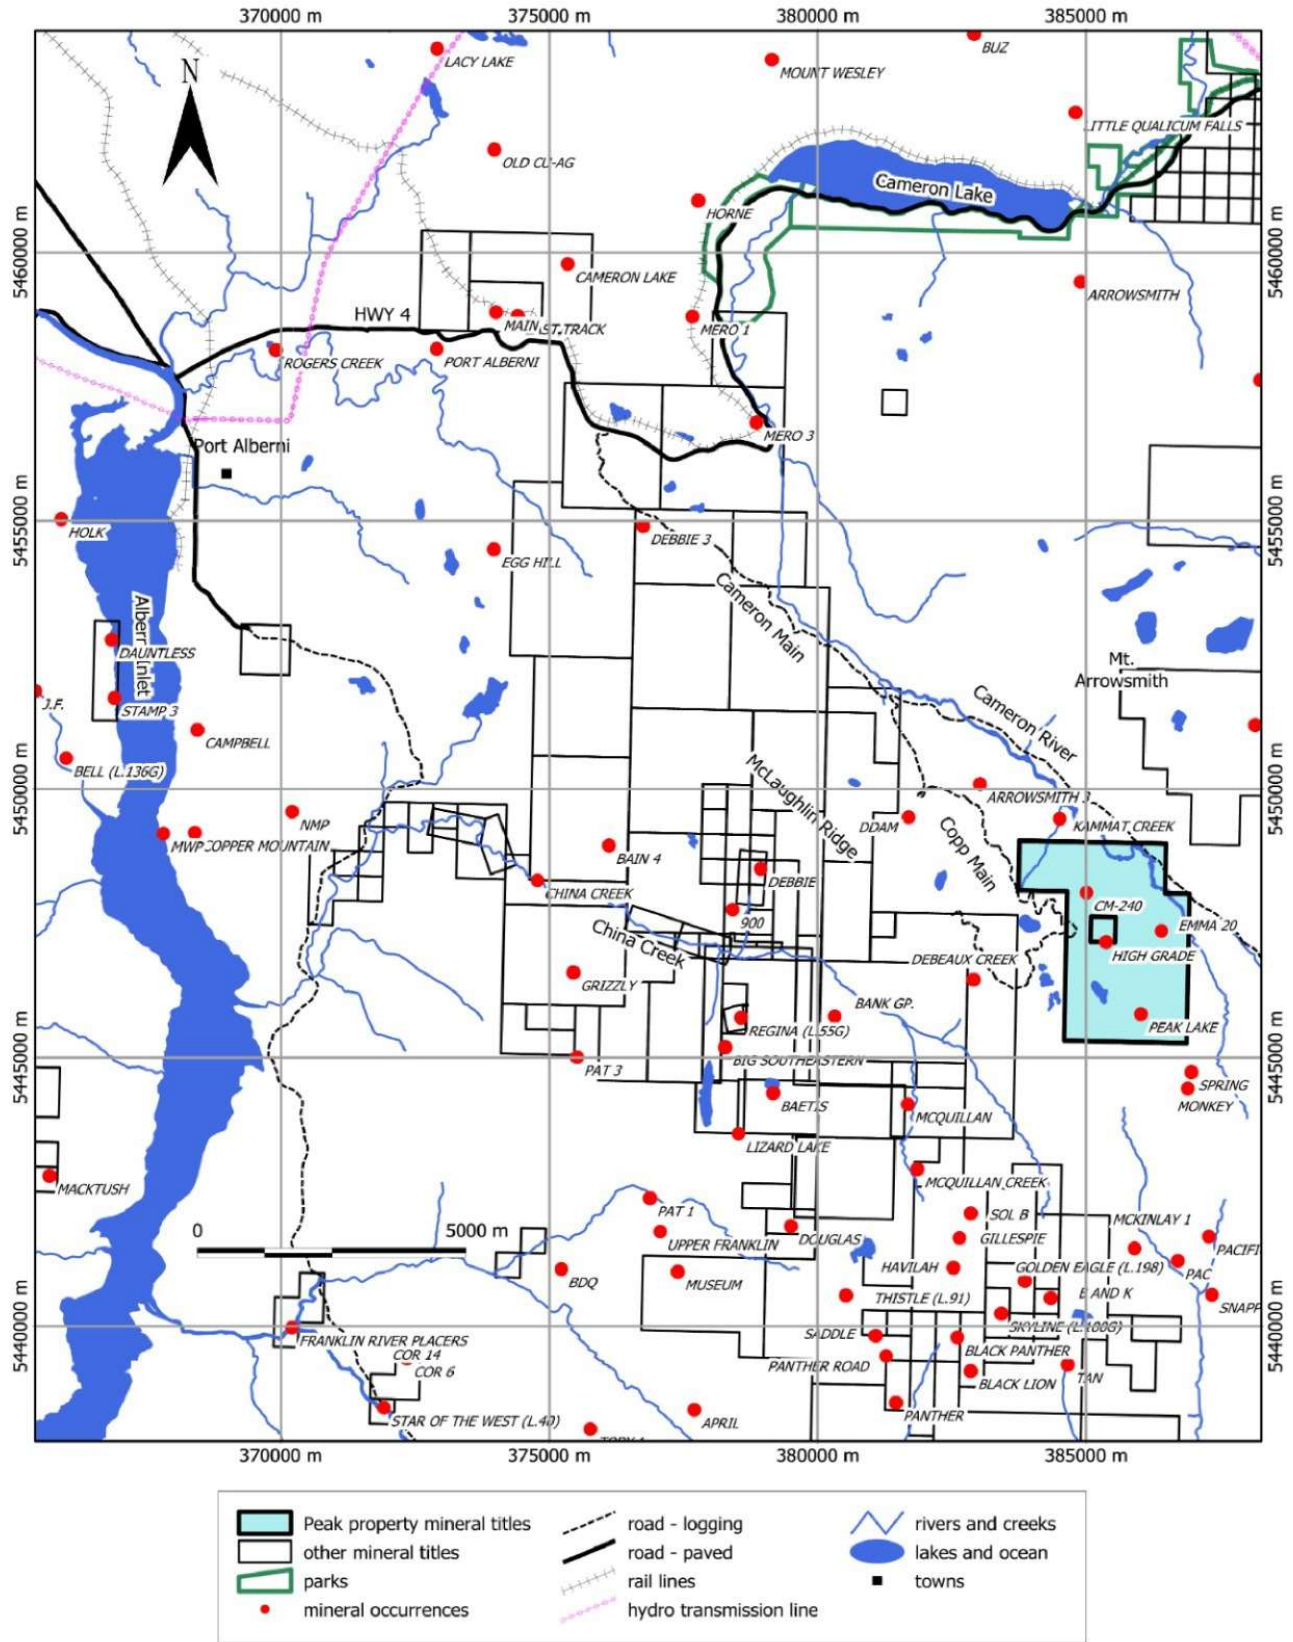 370000 m
375000 m
380000 m
385000 m
BUZ
LACY LAKE
MOUNT WESLEY
N
LITTLE QUALICUM FALLS
OLD CU-AG
Cameron Lake
HORNE
5460000 m
5460000 m
CAMERON LAKE
ARROWSMITH
HWY 4
MAIN
MERO 1
ROGERS CREEK
PORT ALBERNI
MERO 3
Port Alberni
5455000 m
5455000 m
HOLK
DEBBIE 3
EGG HILL
Cameron Main
Alberni Inlet
DAUNTLESS
Mt.
Arrowsmith
J.F.
STAMP 3
Cameron River
CAMPBELL
BELL (L.136G)
McLaughlin Ridge
5450000 m
5450000 m
ARROWSMITH 3
NMP
DDAM
KAMMAT CREEK
MWP
COPPER MOUNTAIN
Copp Main
BAIN 4
DEBBIE
CHINA CREEK
CM-240
900
EMMA 20
China Creek
DEBEAUX CREEK
HIGH GRADE
GRIZZLY
BANK GP.
REGINA (L.55G)
PEAK LAKE
5445000 m
5445000 m
BIG SOUTHEASTERN
PAT 3
SPRING
MONKEY
BAETIS
MCQUILLAN
LIZARD LAKE
MACKTUSH
MCQUILLAN CREEK
PAT 1
SOL B
MCKINLAY 1
0
5000 m
UPPER FRANKLIN
DOUGLAS
GILLESPIE
PACIFI
HAVILAH
GOLDEN EAGLE (L.198)
PAC
BDQ
MUSEUM
THISTLE (L.91)
B AND K
SNAPP
5440000 m
5440000 m
FRANKLIN RIVER PLACERS
SADDLE
SKYLINE (L.100G)
COR 14
PANTHER ROAD
BLACK PANTHER
COR 6
BLACK LION
TAN
STAR OF THE WEST (L.40)
APRIL
PANTHER
370000 m
375000 m
380000 m
385000 m
Peak property mineral titles
other mineral titles
parks
mineral occurrences
road - logging
road - paved
rail lines
hydro transmission line
rivers and creeks
lakes and ocean
towns